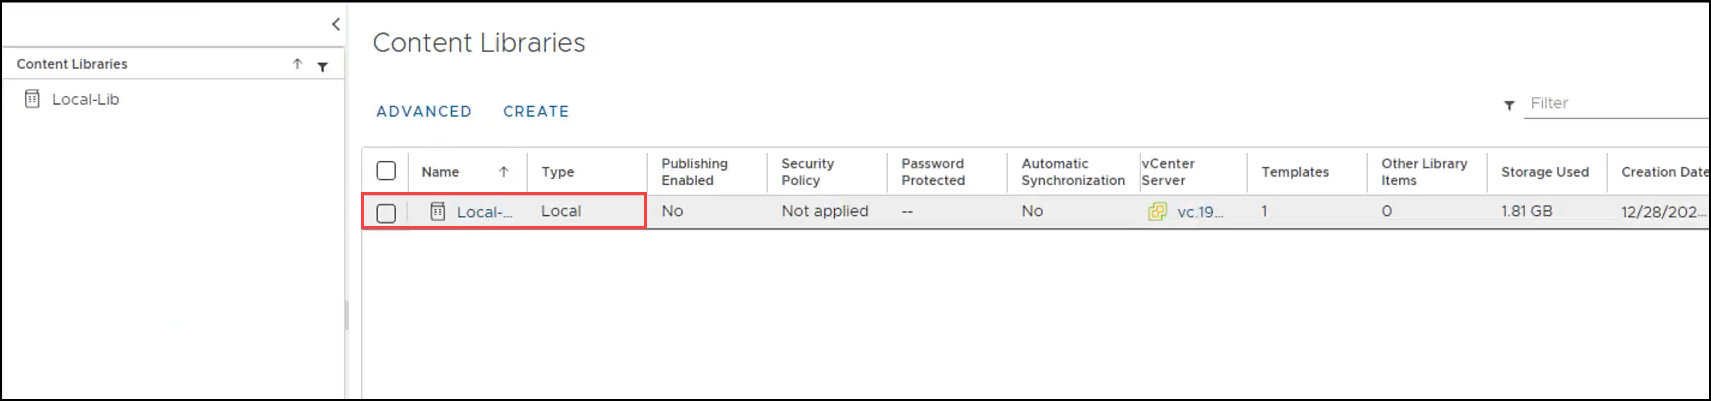 Content Libraries
Local-Lib
Content Libraries
ADVANCED CREATE
Filter
Name Type Publishing Enabled Security Policy Password Protected Automatic Synchronization vCenter Server Templates Other Library Items Storage Used Creation Date
Local-... Local No Not applied -- No vc.19... 1 0 1.81 GB 12/28/202...